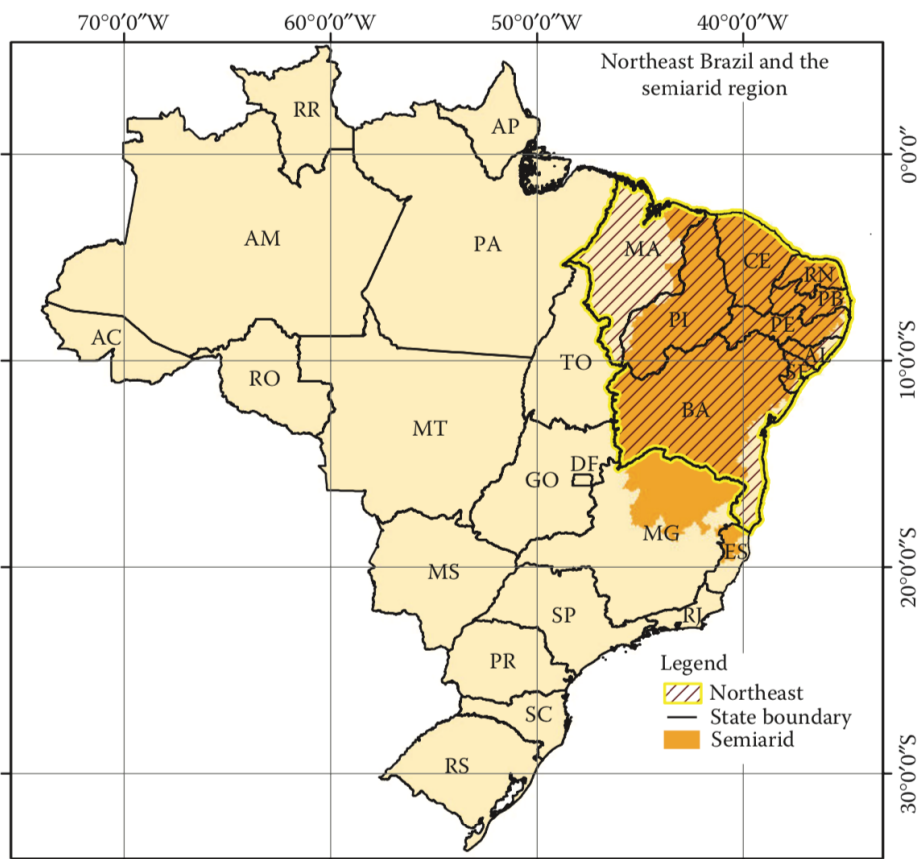 70°0'0"W 60°0'0"W 50°0'0"W 40°0'0"W
Northeast Brazil and the
semiarid region
RR
AP
0°0'0"
AM
PA
MA
CE
RN
PB
PI
PE
AC
AL
TO
10°0'0"S
RO
BA
MT
DF
GO
MG
ES
MS
20°0'0"S
SP
RJ
PR
Legend
Northeast
SC
State boundary
Semiarid
RS
30°0'0"S